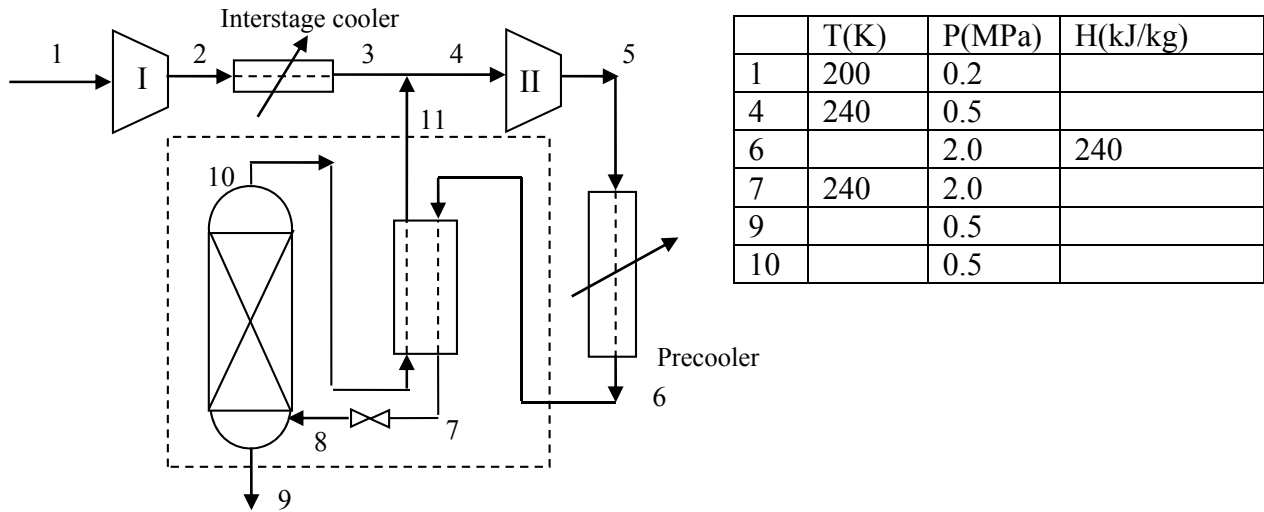 Interstage cooler
1
2
3
4
5
I
II
11
10
Precooler
6
8
7
9
T(K) P(MPa) H(kJ/kg)
1 200 0.2
4 240 0.5
6 2.0 240
7 240 2.0
9 0.5
10 0.5